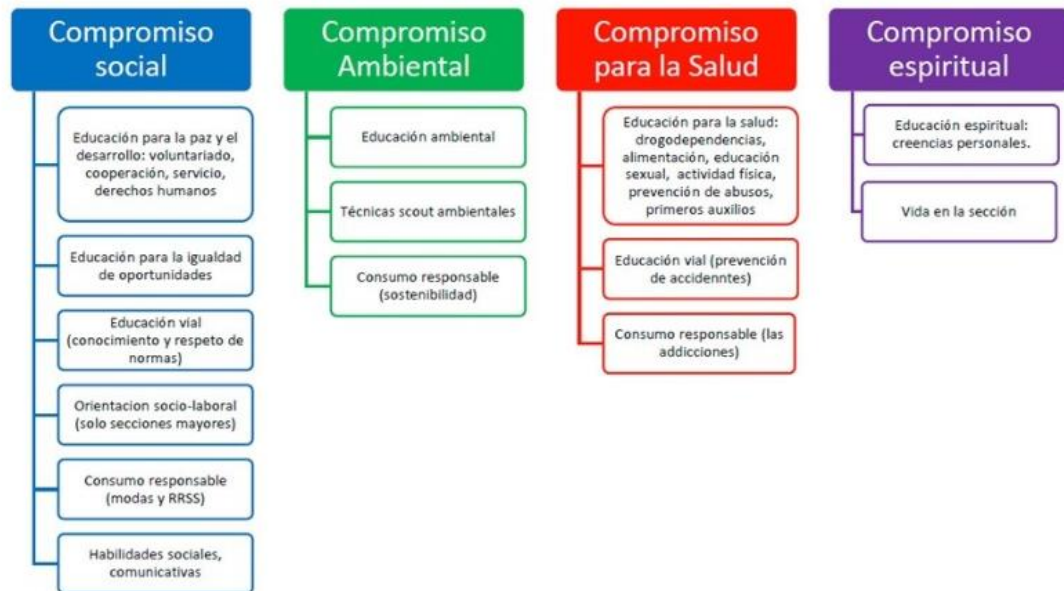 Compromiso
social
Educación para la paz y el
desarrollo: voluntariado,
cooperación, servicio,
derechos humanos
Educación para la igualdad
de oportunidades
Educación vial
(conocimiento y respeto de
normas)
Orientacion socio-laboral
(solo secciones mayores)
Consumo responsable
(modas y RRSS)
Habilidades sociales,
comunicativas
Compromiso
Ambiental
Educación ambiental
Técnicas scout ambientales
Consumo responsable
(sostenibilidad)
Compromiso
para la Salud
Educación para la salud:
drogodependencias,
alimentación, educación
sexual, actividad física,
prevención de abusos,
primeros auxilios
Educación vial (prevención
de accidenntes)
Consumo responsable (las
addicciones)
Compromiso
espiritual
Educación espiritual:
creencias personales.
Vida en la sección